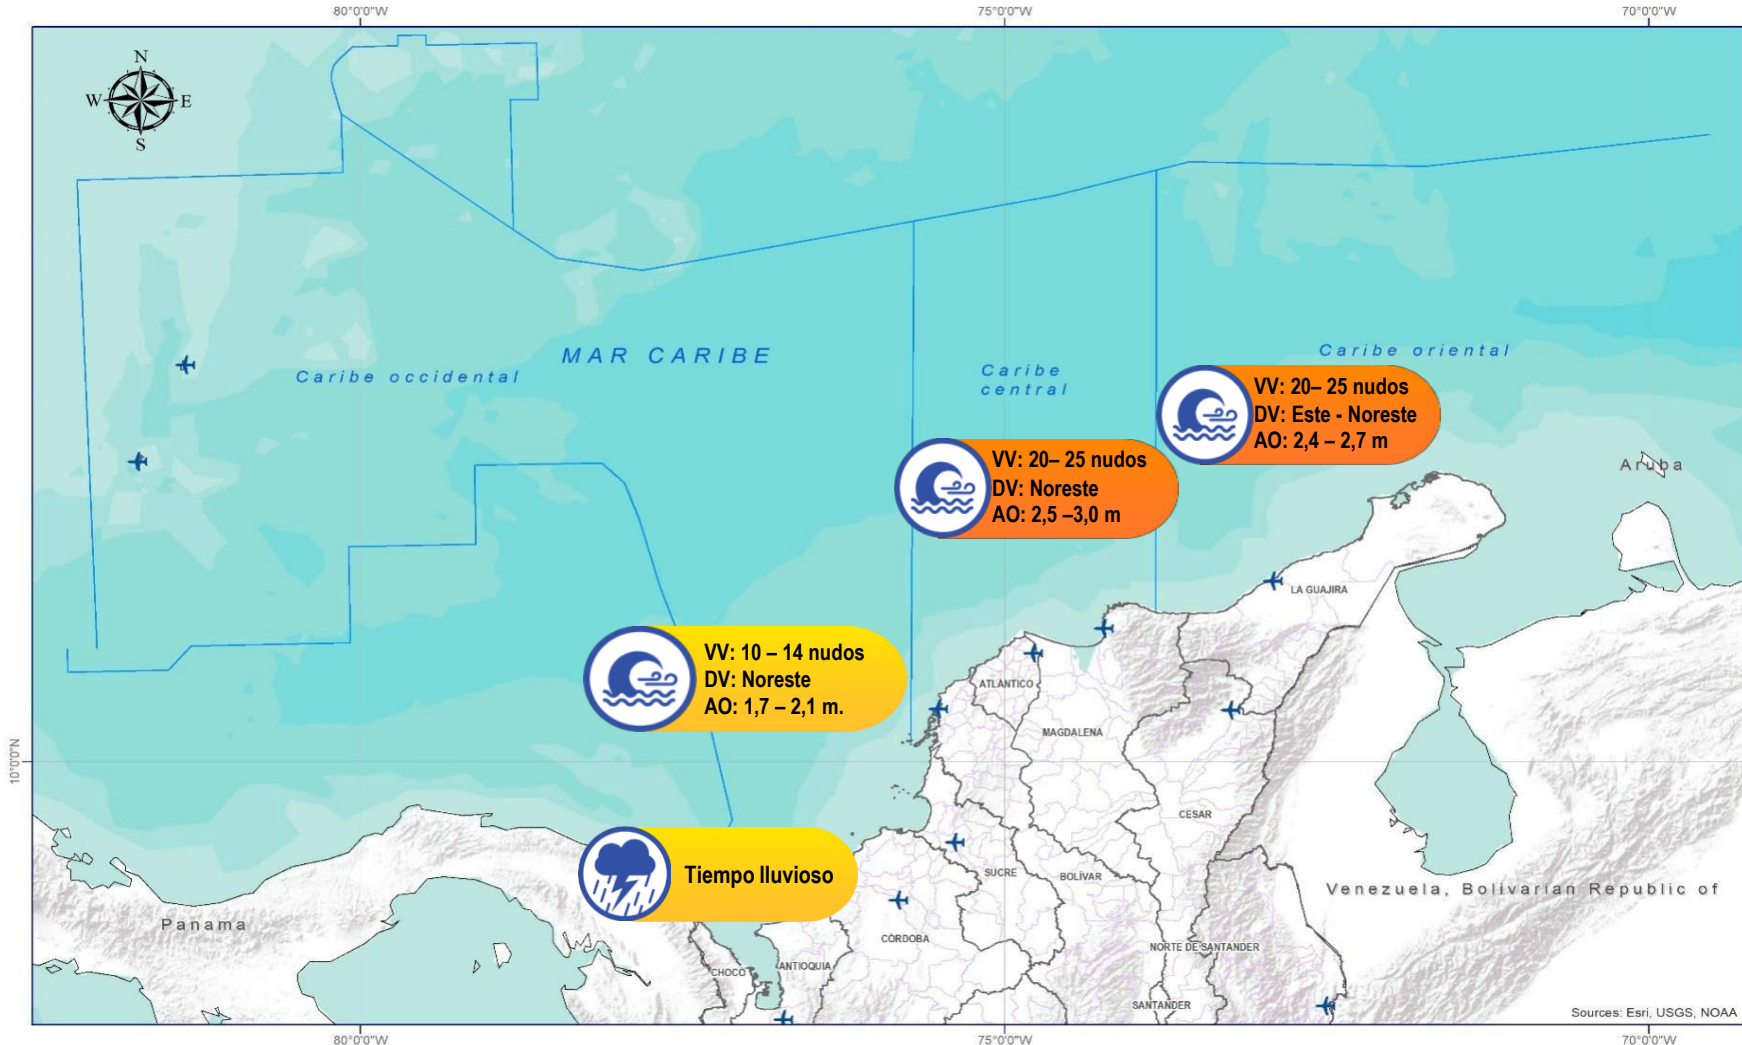 80°0'0"W
75°0'0"W
70°0'0"W
N
W
E
S
MAR CARIBE
Caribe occidental
Caribe
central
Caribe oriental
VV: 20– 25 nudos
DV: Este - Noreste
AO: 2,4 – 2,7 m
VV: 20– 25 nudos
DV: Noreste
AO: 2,5 –3,0 m
Aruba
LA GUAJIRA
VV: 10 – 14 nudos
DV: Noreste
AO: 1,7 – 2,1 m.
ATLÁNTICO
MAGDALENA
10°0'0"N
CESAR
Tiempo lluvioso
SUCRE
BOLÍVAR
Venezuela, Bolivarian Republic of
Panama
CÓRDOBA
NORTE DE SANTANDER
CHOCÓ
ANTIOQUIA
SANTANDER
Sources: Esri, USGS, NOAA
80°0'0"W
75°0'0"W
70°0'0"W